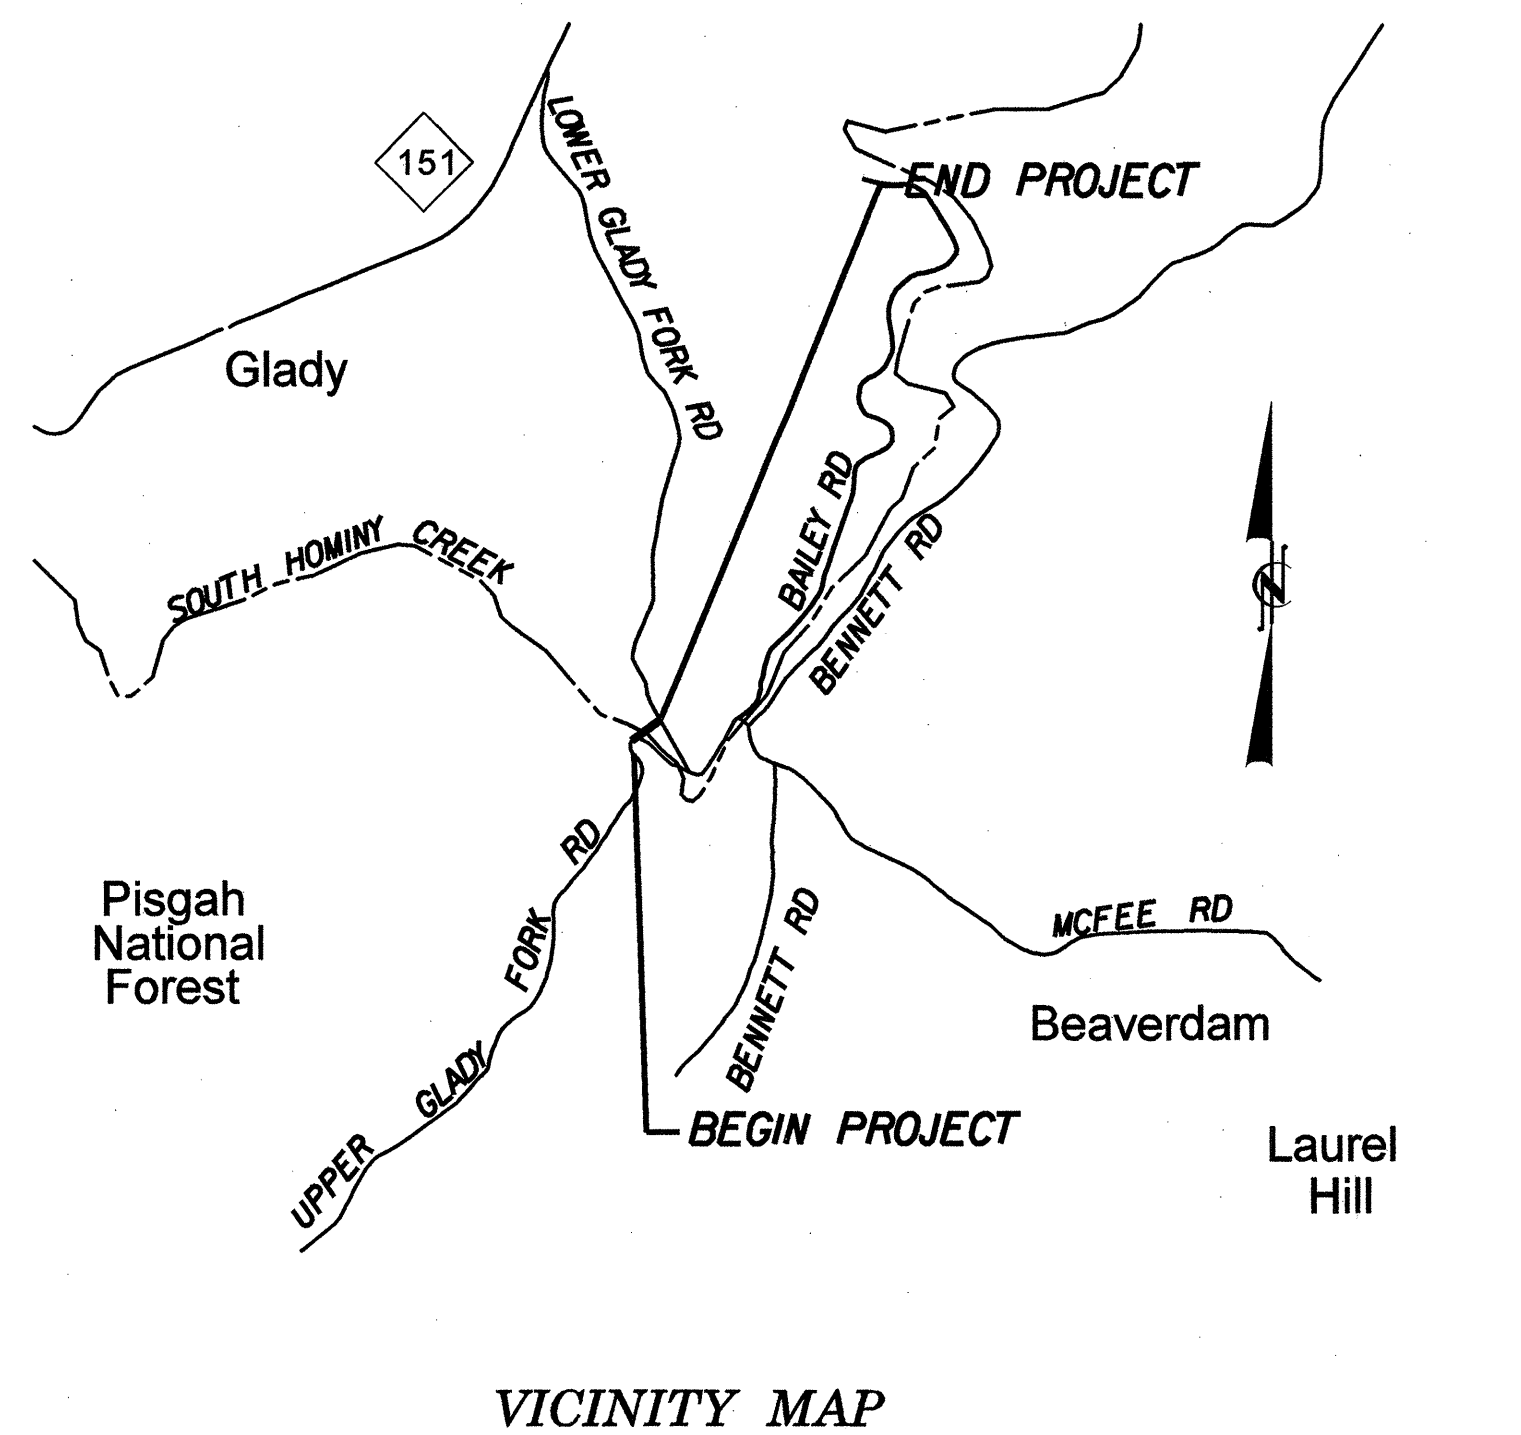 151
LOWER GLADY FORK RD
END PROJECT
Glady
BAILEY RD
SOUTH HOMINY CREEK
BENNETT RD
N
UPPER GLADY FORK RD
Pisgah
National
Forest
BENNETT RD
MCFEE RD
Beaverdam
BEGIN PROJECT
Laurel
Hill
VICINITY MAP